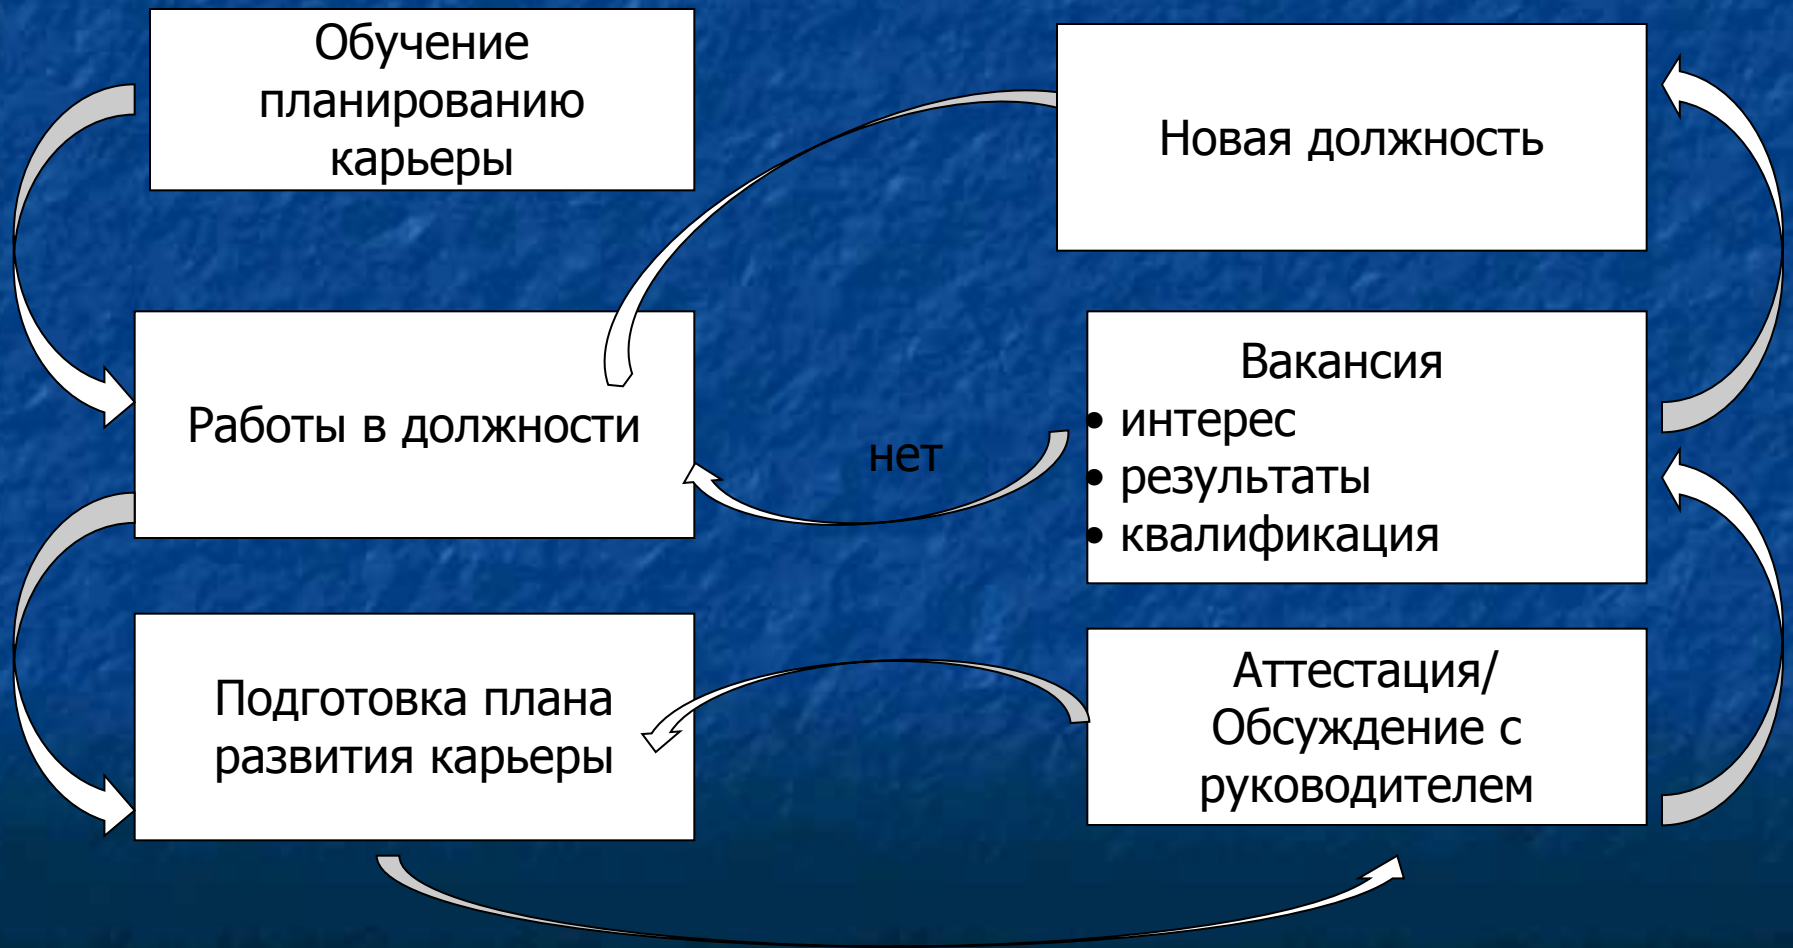 Обучение
планированию
карьеры
Новая должность
Работы в должности
нет
Вакансия
• интерес
• результаты
• квалификация
Подготовка плана
развития карьеры
Аттестация/
Обсуждение с
руководителем